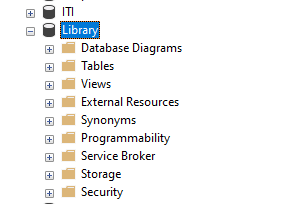 ITI
Library
Database Diagrams
Tables
Views
External Resources
Synonyms
Programmability
Service Broker
Storage
Security